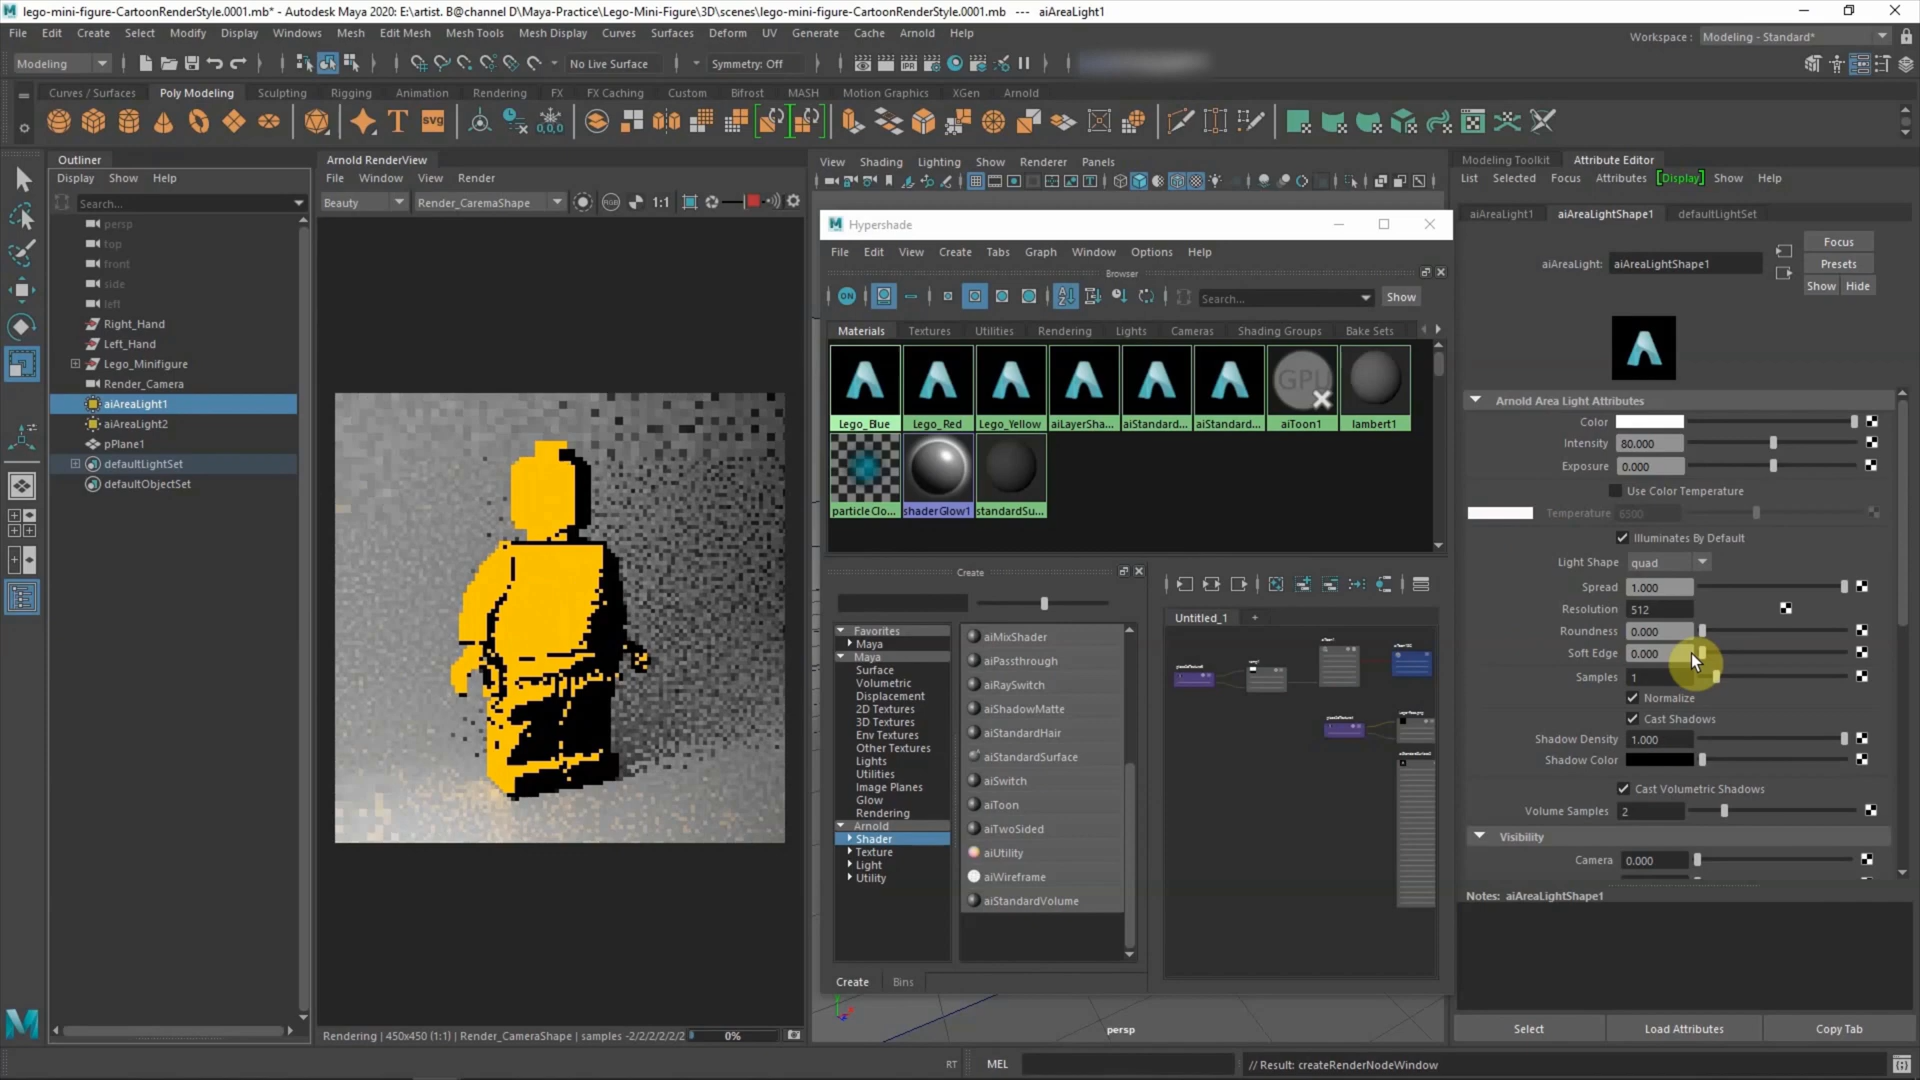 lego-mini-figure-CartoonRenderStyle.0001.mb* - Autodesk Maya 2020: E:\artist. B@channel D\Maya-Practice\Lego-Mini-Figure\3D\scenes\lego-mini-figure-CartoonRenderStyle.0001.mb --- aiAreaLight1
File Edit Create Select Modify Display Windows Mesh Edit Mesh Mesh Tools Mesh Display Curves Surfaces Deform UV Generate Cache Arnold Help
Workspace : Modeling - Standard*
Modeling No Live Surface Symmetry: Off
Curves / Surfaces Poly Modeling Sculpting Rigging Animation Rendering FX FX Caching Custom Bifrost MASH Motion Graphics XGen Arnold
Outliner
Display Show Help
Search...
persp
top
front
side
left
Right_Hand
Left_Hand
Lego_Minifigure
Render_Camera
aiAreaLight1
aiAreaLight2
pPlane1
defaultLightSet
defaultObjectSet
Arnold RenderView
File Window View Render
Beauty Render_CaremaShape 1:1
Rendering | 450x450 (1:1) | Render_CameraShape | samples -2/2/2/2/2/2 0%
View Shading Lighting Show Renderer Panels
Hypershade
File Edit View Create Tabs Graph Window Options Help
Browser
ON Search... Show
Materials Textures Utilities Rendering Lights Cameras Shading Groups Bake Sets
Lego_Blue Lego_Red Lego_Yellow aiLayerSha... aiStandard... aiStandard... aiToon1 lambert1
GPU
particleClo... shaderGlow1 standardSu...
Create
Favorites
Maya
Maya
Surface
Volumetric
Displacement
2D Textures
3D Textures
Env Textures
Other Textures
Lights
Utilities
Image Planes
Glow
Rendering
Arnold
Shader
Texture
Light
Utility
aiMixShader
aiPassthrough
aiRaySwitch
aiShadowMatte
aiStandardHair
aiStandardSurface
aiSwitch
aiToon
aiTwoSided
aiUtility
aiWireframe
aiStandardVolume
Create Bins
Untitled_1 +
persp
Modeling Toolkit Attribute Editor
List Selected Focus Attributes [Display] Show Help
aiAreaLight1 aiAreaLightShape1 defaultLightSet
aiAreaLight: aiAreaLightShape1
Focus
Presets
Show Hide
Arnold Area Light Attributes
Color
Intensity 80.000
Exposure 0.000
Use Color Temperature
Temperature 6500
Illuminates By Default
Light Shape quad
Spread 1.000
Resolution 512
Roundness 0.000
Soft Edge 0.000
Samples 1
Normalize
Cast Shadows
Shadow Density 1.000
Shadow Color
Cast Volumetric Shadows
Volume Samples 2
Visibility
Camera 0.000
Notes: aiAreaLightShape1
Select Load Attributes Copy Tab
RT MEL // Result: createRenderNodeWindow